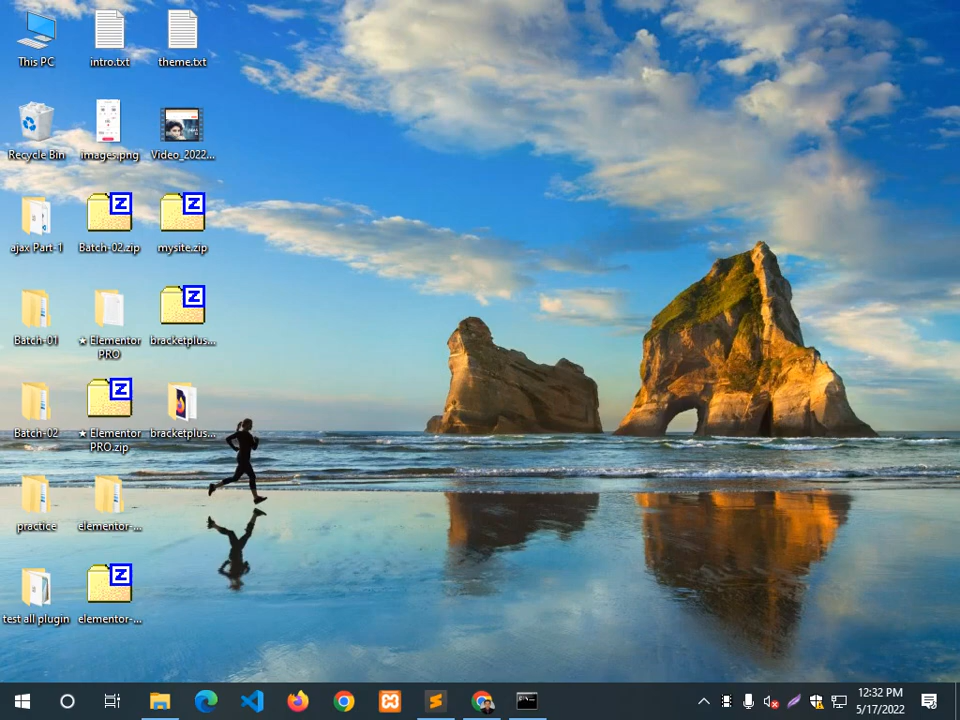 This PC
intro.txt
theme.txt
Recycle Bin
images.png
Video_2022...
ajax Part-1
Batch-02.zip
mysite.zip
Batch-01
★ Elementor
PRO
bracketplus...
Batch-02
★ Elementor
PRO.zip
bracketplus...
practice
elementor-...
test all plugin
elementor-...
12:32 PM
5/17/2022